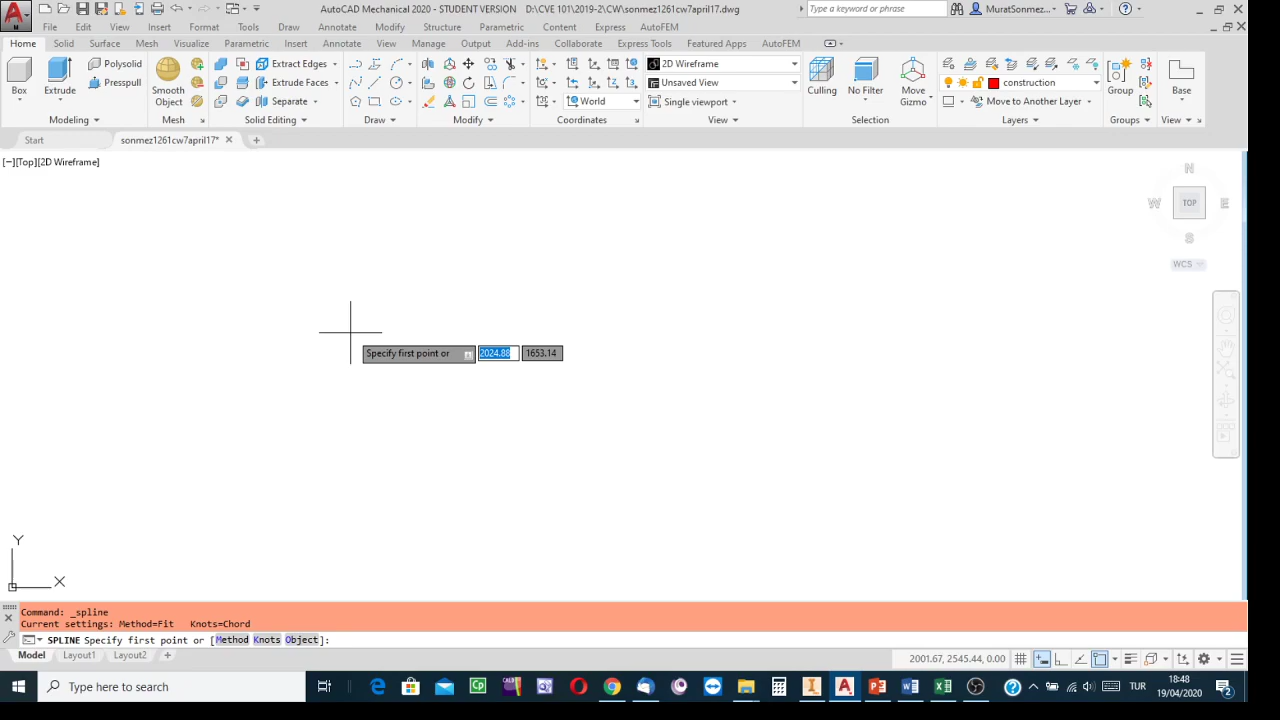 AutoCAD Mechanical 2020 - STUDENT VERSION D:\CVE 101\2019-2\CW\sonmez1261cw7april17.dwg
Type a keyword or phrase
MuratSonmez...
File Edit View Insert Format Tools Draw Annotate Modify Structure Parametric Content Express AutoFEM
Home Solid Surface Mesh Visualize Parametric Insert Annotate View Manage Output Add-ins Collaborate Express Tools Featured Apps AutoFEM
Polysolid
Presspull
Box
Extrude
Smooth
Object
Extract Edges
Extrude Faces
Separate
World
2D Wireframe
Unsaved View
Single viewport
Culling
No Filter
Move
Gizmo
construction
Move to Another Layer
Group
Base
Modeling Mesh Solid Editing Draw Modify Coordinates View Selection Layers Groups View
Start sonmez1261cw7april17*
[−][Top][2D Wireframe]
N
W TOP E
S
WCS
Specify first point or 2024.88 1653.14
Y
X
Command: _spline
Current settings: Method=Fit Knots=Chord
SPLINE Specify first point or [Method Knots Object]:
Model Layout1 Layout2
2001.67, 2545.44, 0.00
Type here to search
TUR
18:48
19/04/2020
2